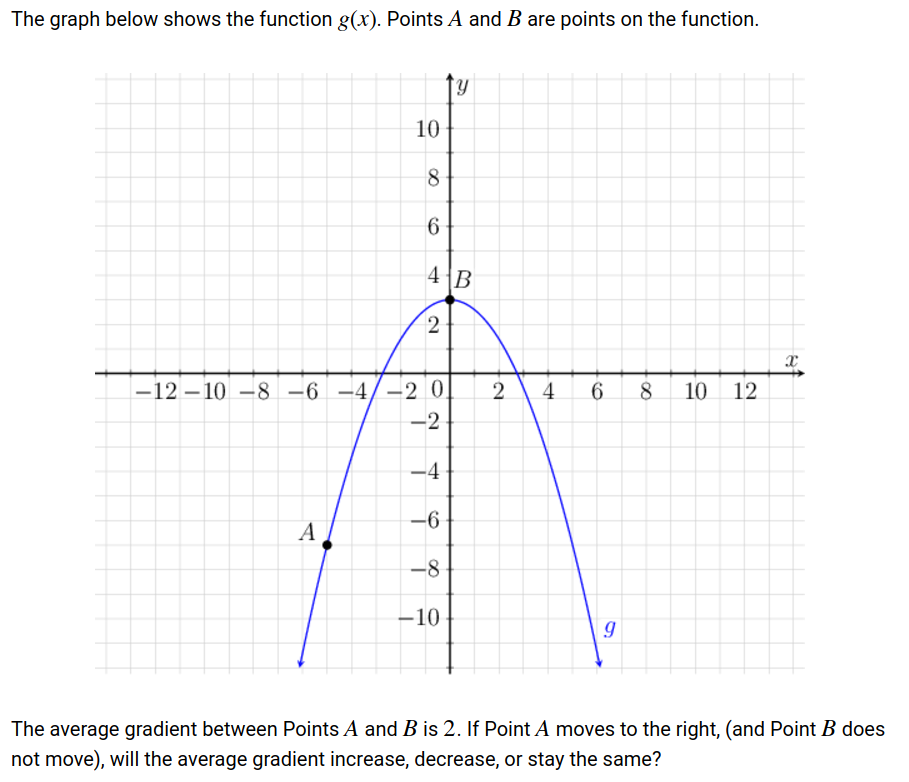 The graph below shows the function g(x). Points A and B are points on the function.
y
10
8
6
4 B
2
x
−12 −10 −8 −6 −4 −2 0 2 4 6 8 10 12
−2
−4
A −6
−8
−10
g
The average gradient between Points A and B is 2. If Point A moves to the right, (and Point B does
not move), will the average gradient increase, decrease, or stay the same?